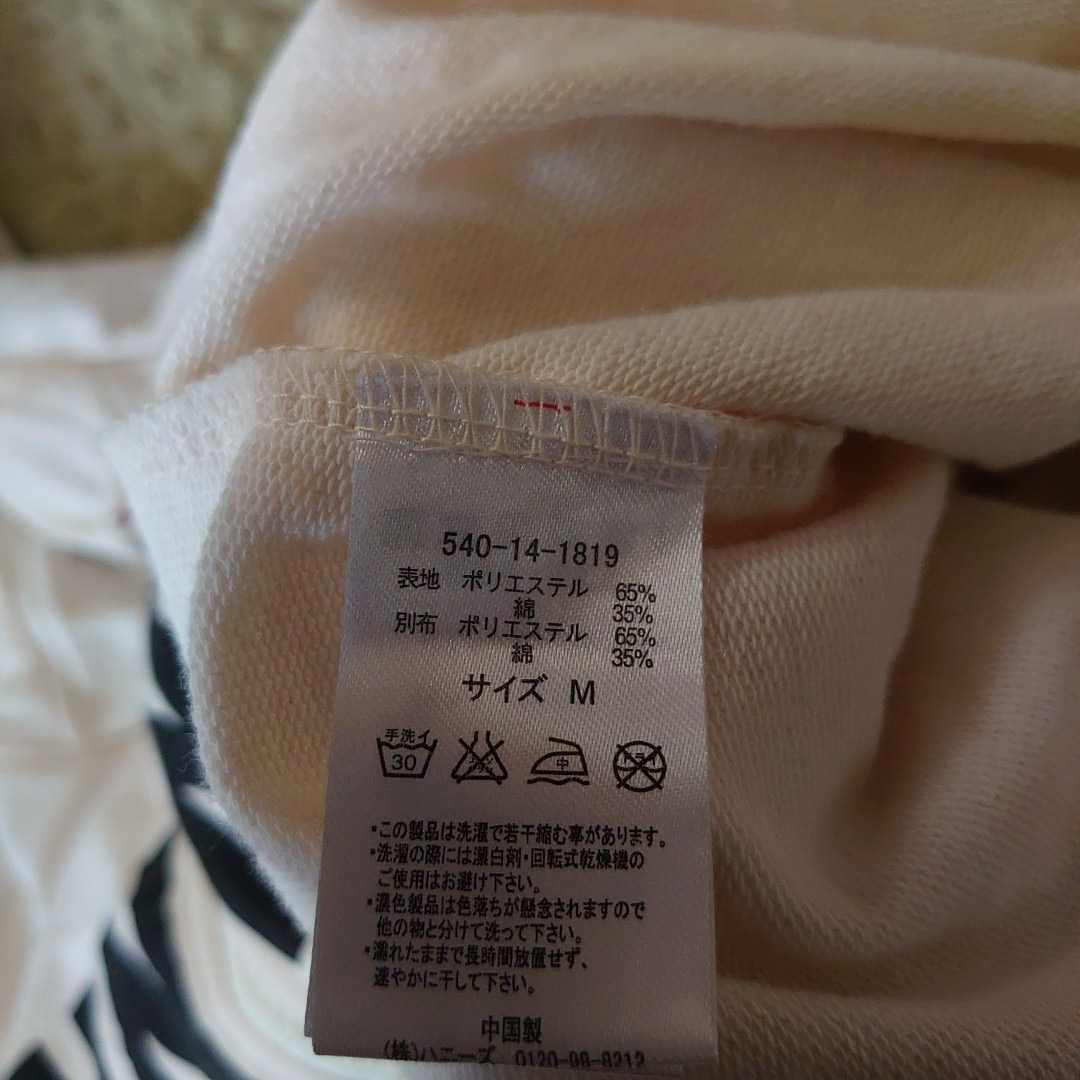 540-14-1819
表地 ポリエステル 65%
綿 35%
別布 ポリエステル 65%
綿 35%
サイズ M
手洗イ
30
中
ドライ
・この製品は洗濯で若干縮む事があります。
・洗濯の際には漂白剤・回転式乾燥機の
ご使用はお避け下さい。
・濃色製品は色落ちが懸念されますので
他の物と分けて洗って下さい。
・濡れたままで長時間放置せず、
速やかに干して下さい。
中国製
(株)ハニーズ 0120-98-8212